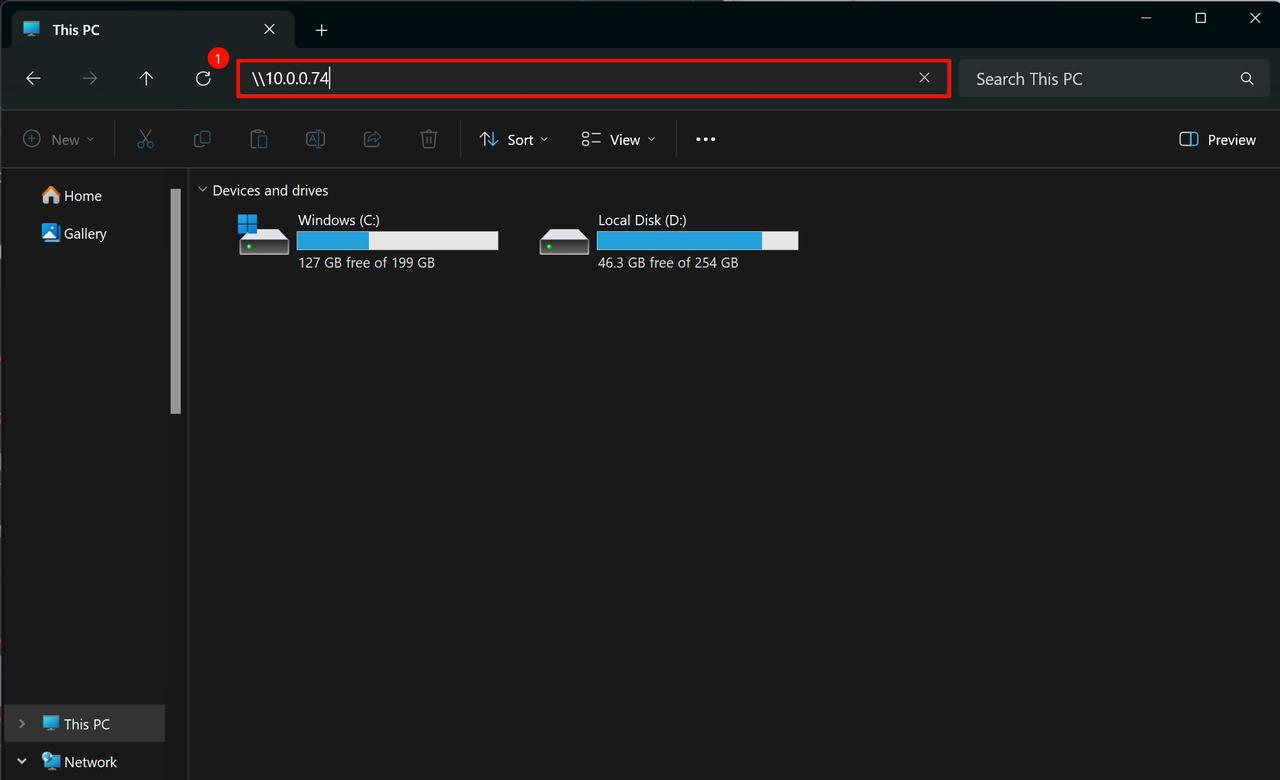 This PC
1
\\10.0.0.74
Search This PC
New
Sort
View
Preview
Home
Gallery
Devices and drives
Windows (C:)
127 GB free of 199 GB
Local Disk (D:)
46.3 GB free of 254 GB
This PC
Network